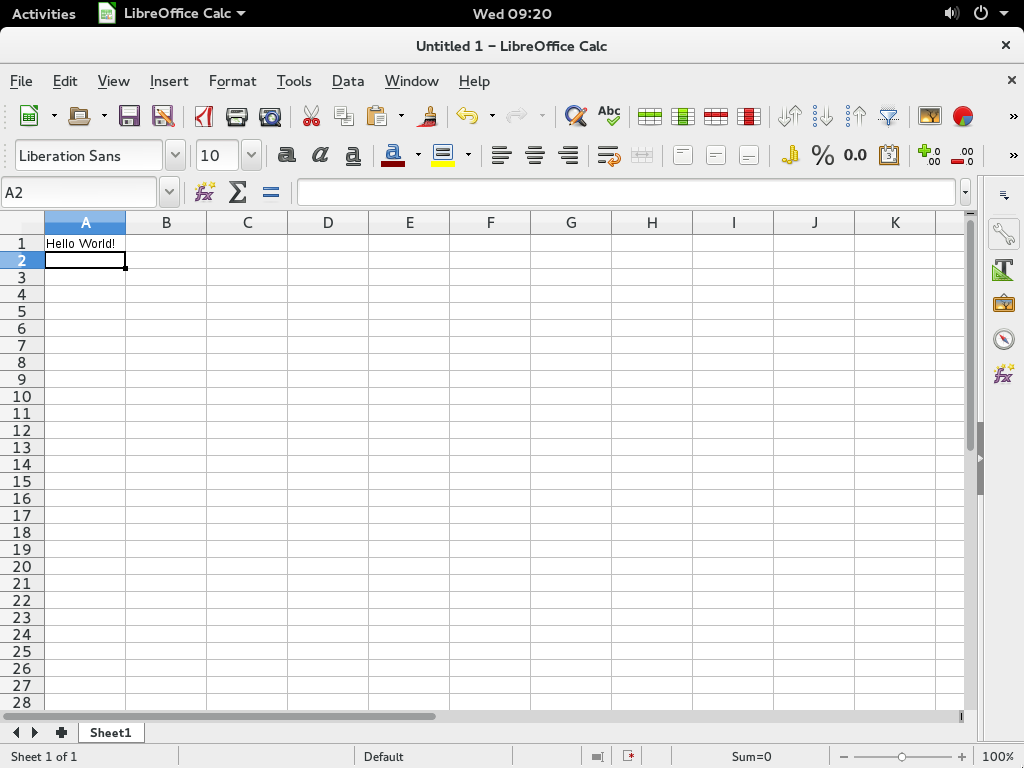 Activities LibreOffice Calc Wed 09:20
Untitled 1 – LibreOffice Calc
File Edit View Insert Format Tools Data Window Help
Abc
Liberation Sans 10 a a a a % 0.0 .00 .00
A2
A B C D E F G H I J K
1 Hello World!
2
3
4
5
6
7
8
9
10
11
12
13
14
15
16
17
18
19
20
21
22
23
24
25
26
27
28
Sheet1
Sheet 1 of 1 Default Sum=0 100%